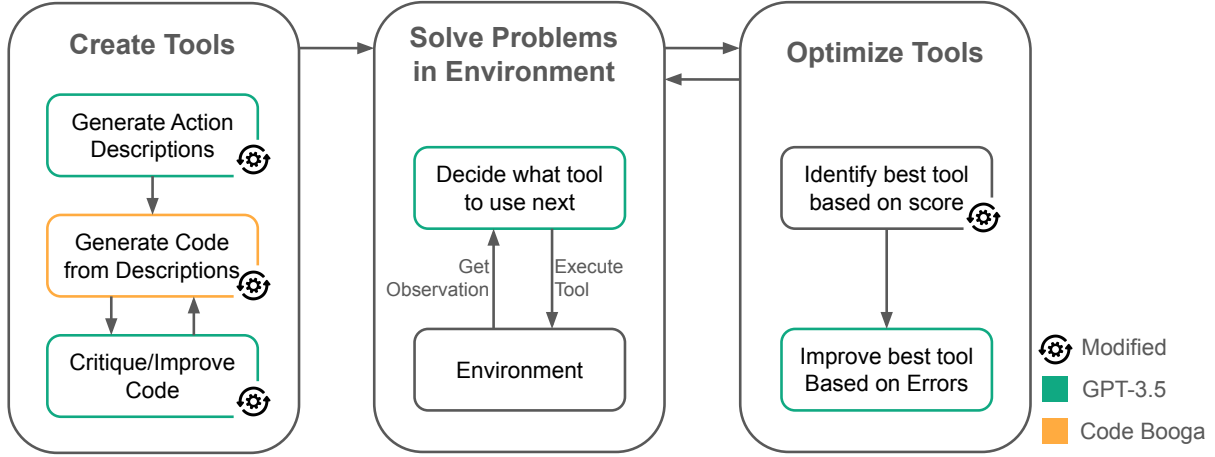 Create Tools
Generate Action
Descriptions
Generate Code
from Descriptions
Critique/Improve
Code
Solve Problems
in Environment
Decide what tool
to use next
Get
Observation
Execute
Tool
Environment
Optimize Tools
Identify best tool
based on score
Improve best tool
Based on Errors
Modified
GPT-3.5
Code Booga